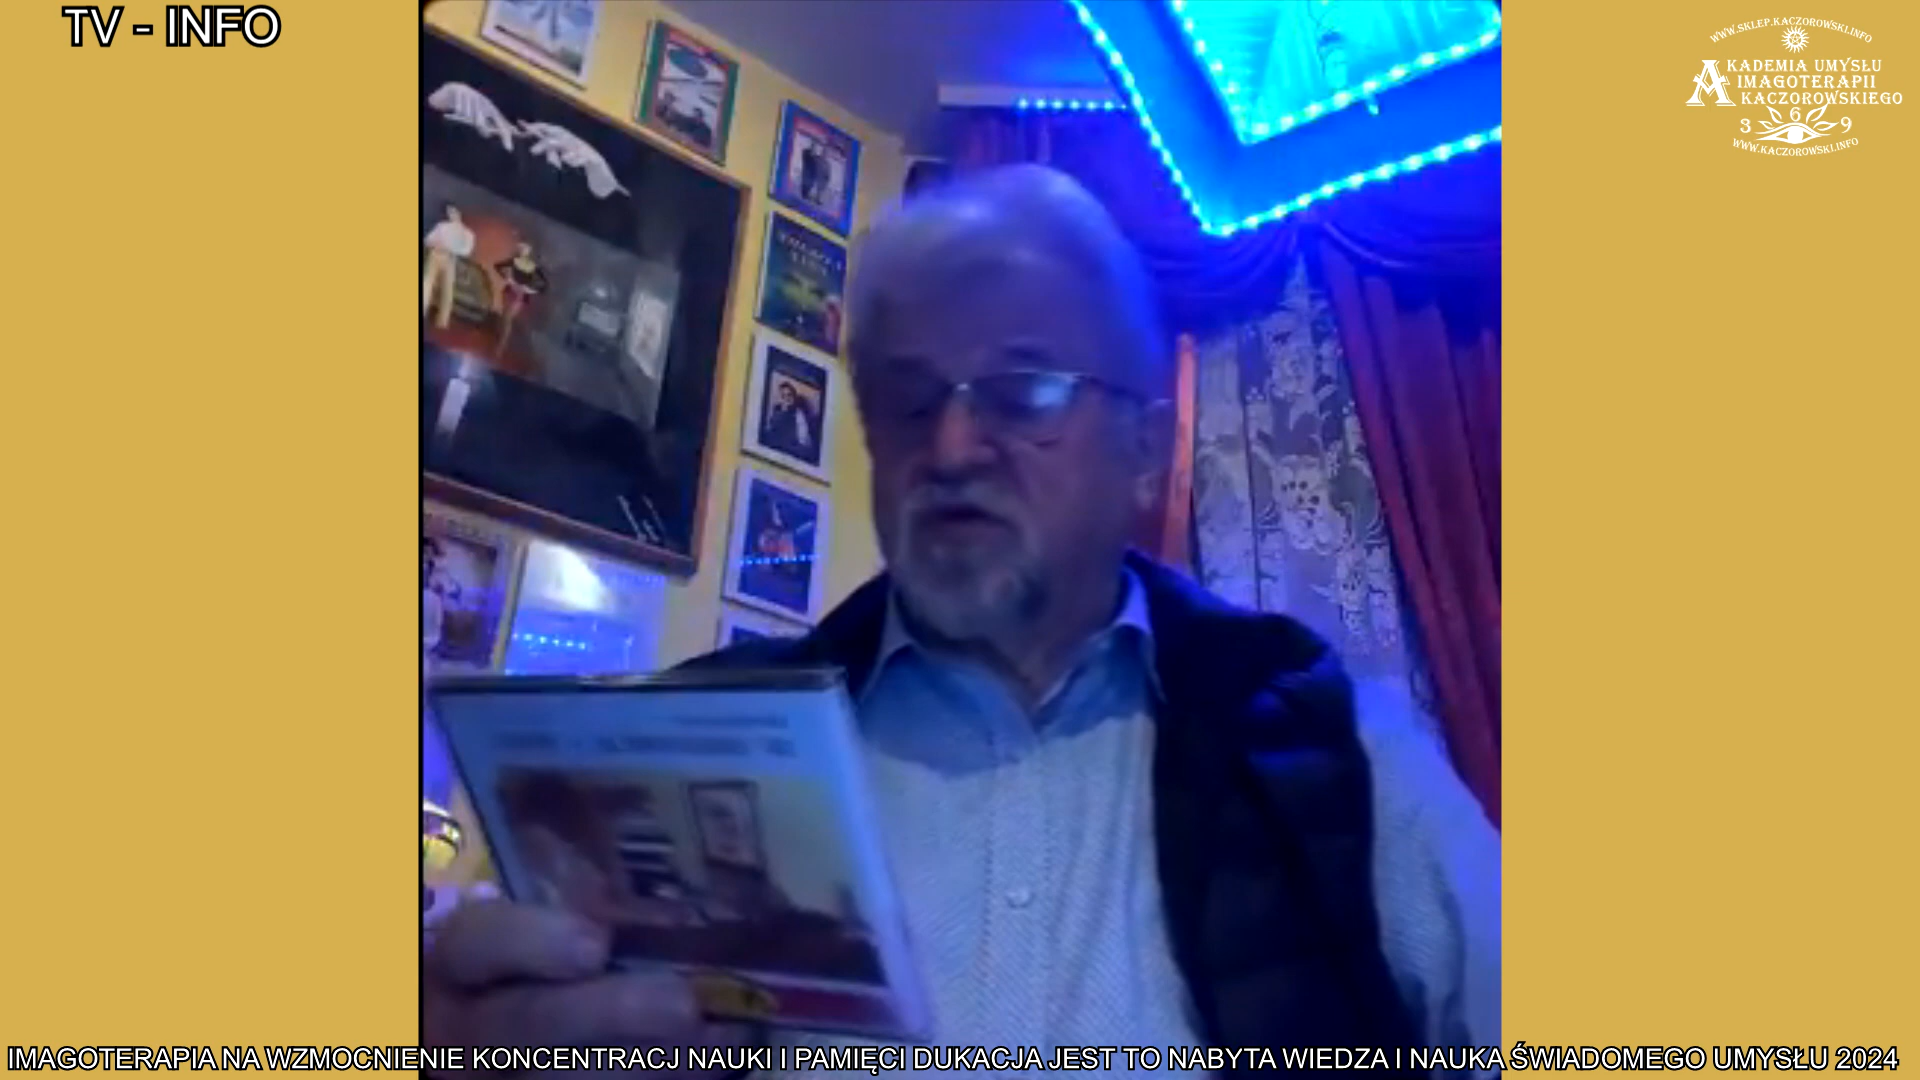 TV - INFO
WWW.SKLEP.KACZOROWSKI.INFO
AKADEMIA UMYSŁU
IMAGOTERAPII
KACZOROWSKIEGO
3 6 9
WWW.KACZOROWSKI.INFO
IMAGOTERAPIA NA WZMOCNIENIE KONCENTRACJ NAUKI I PAMIĘCI DUKACJA JEST TO NABYTA WIEDZA I NAUKA ŚWIADOMEGO UMYSŁU 2024